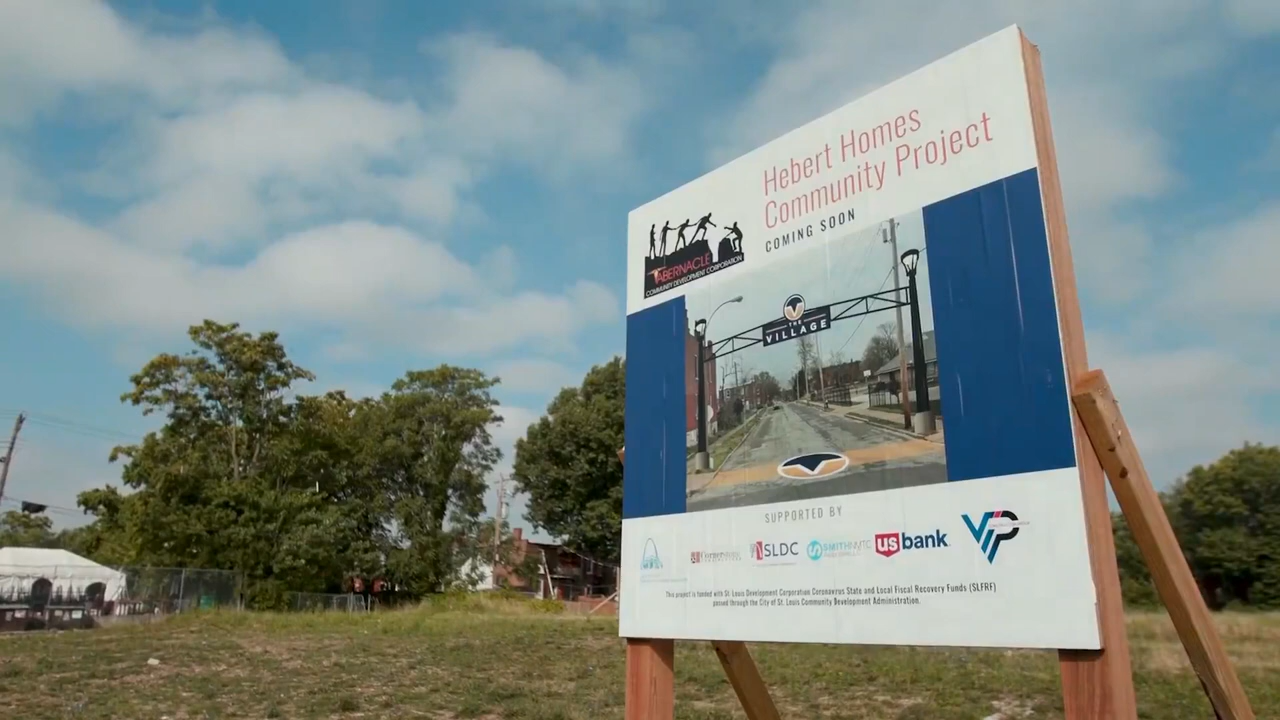 Hebert Homes
Community Project
COMING SOON
TABERNACLE
COMMUNITY DEVELOPMENT CORPORATION
THE
VILLAGE
SUPPORTED BY
SLDC
SMITHNMTC
usbank
VIP
This project is funded with St. Louis Development Corporation Coronavirus State and Local Fiscal Recovery Funds (SLFRF)
passed through the City of St. Louis Community Development Administration.